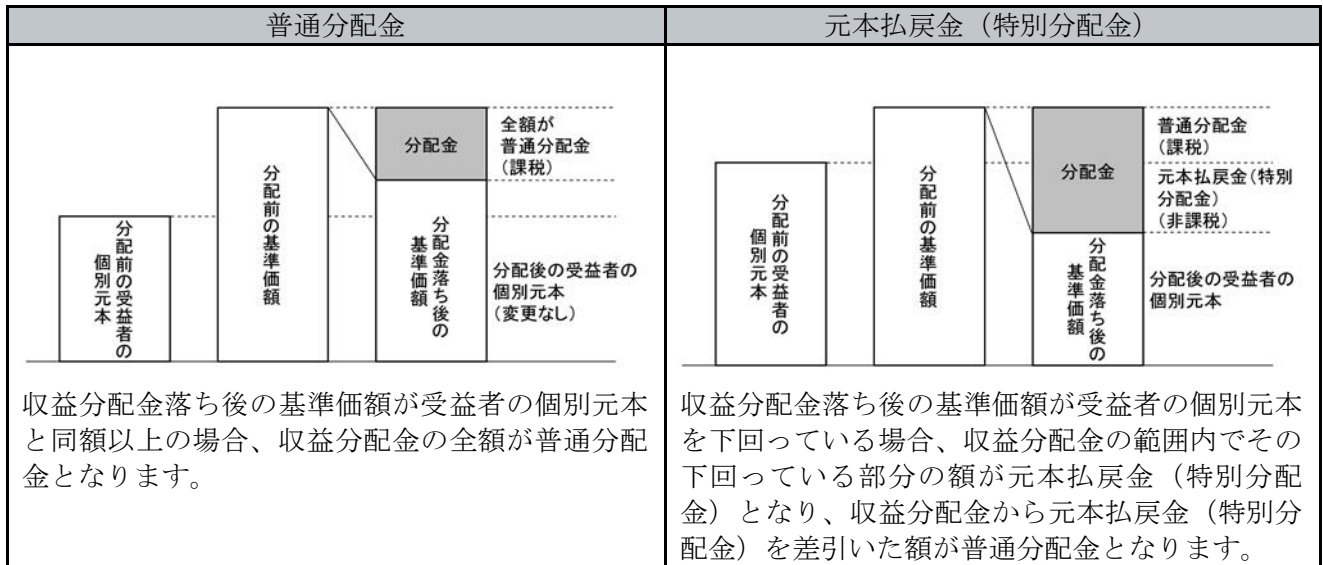 普通分配金
分配前の受益者の
個別元本
分配前の基準価額
分配金
分配金落ち後の
基準価額
全額が
普通分配金
(課税)
分配後の受益者の
個別元本
(変更なし)
収益分配金落ち後の基準価額が受益者の個別元本
と同額以上の場合、収益分配金の全額が普通分配
金となります。
元本払戻金（特別分配金）
分配前の受益者の
個別元本
分配前の基準価額
分配金
分配金落ち後の
基準価額
普通分配金
(課税)
元本払戻金(特別
分配金)
(非課税)
分配後の受益者の
個別元本
収益分配金落ち後の基準価額が受益者の個別元本
を下回っている場合、収益分配金の範囲内でその
下回っている部分の額が元本払戻金（特別分配
金）となり、収益分配金から元本払戻金（特別分
配金）を差引いた額が普通分配金となります。